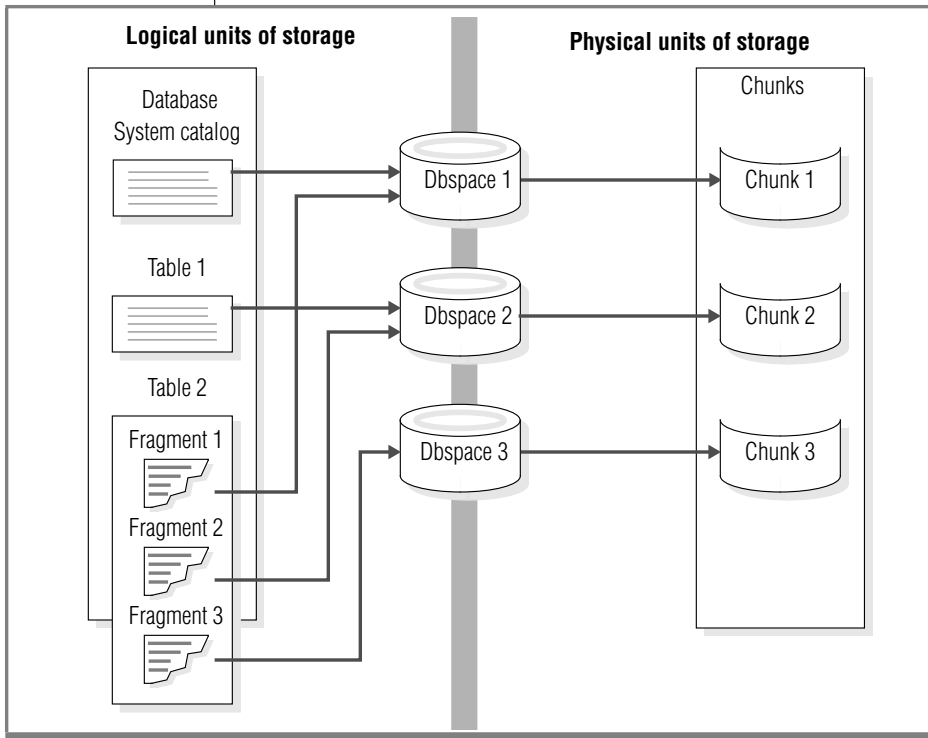 Logical units of storage
Physical units of storage
Database
System catalog
Table 1
Table 2
Fragment 1
Fragment 2
Fragment 3
Dbspace 1
Dbspace 2
Dbspace 3
Chunks
Chunk 1
Chunk 2
Chunk 3